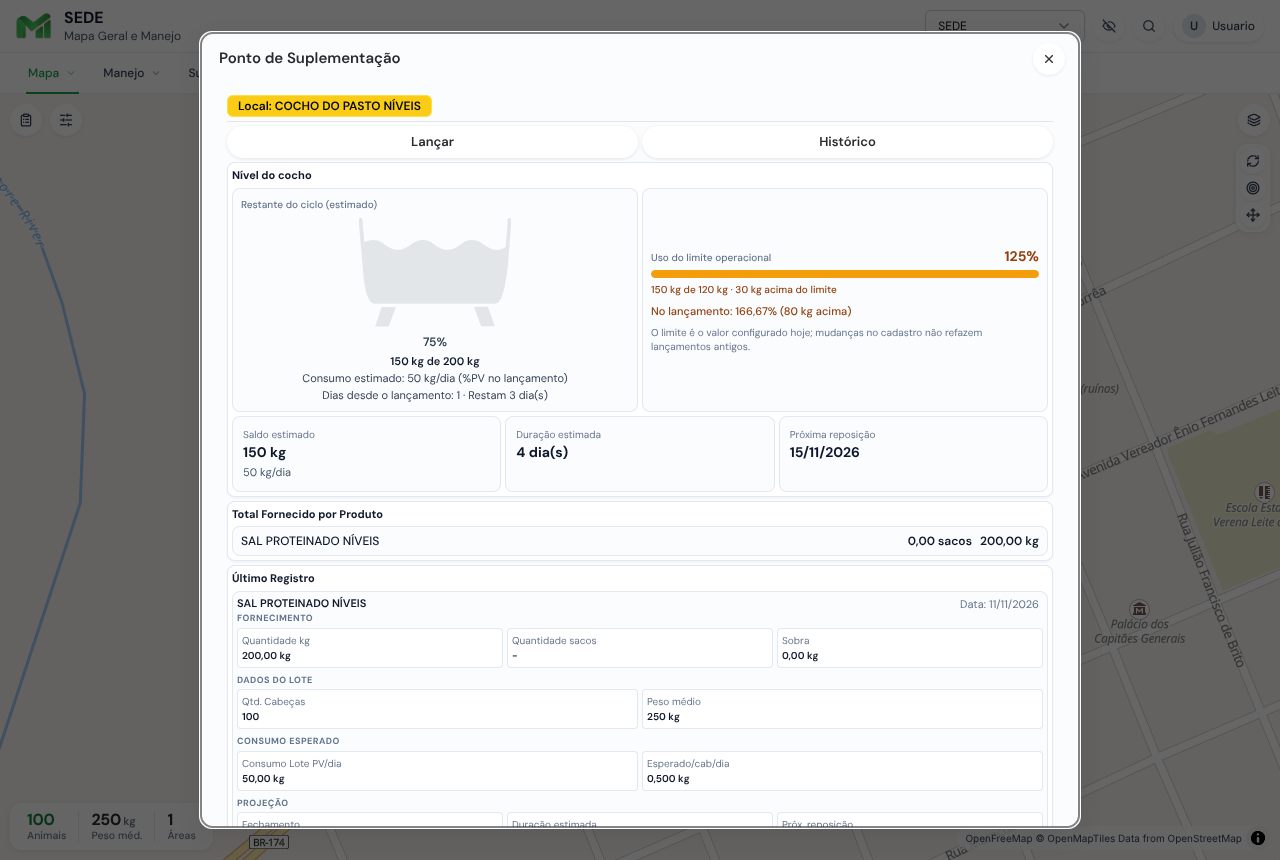 SEDE
Mapa Geral e Manejo
SEDE
U Usuario
Mapa
Manejo
Ponto de Suplementação
Local: COCHO DO PASTO NÍVEIS
Lançar
Histórico
Nível do cocho
Restante do ciclo (estimado)
75%
150 kg de 200 kg
Consumo estimado: 50 kg/dia (%PV no lançamento)
Dias desde o lançamento: 1 · Restam 3 dia(s)
Uso do limite operacional 125%
150 kg de 120 kg · 30 kg acima do limite
No lançamento: 166,67% (80 kg acima)
O limite é o valor configurado hoje; mudanças no cadastro não refazem
lançamentos antigos.
Saldo estimado
150 kg
50 kg/dia
Duração estimada
4 dia(s)
Próxima reposição
15/11/2026
Total Fornecido por Produto
SAL PROTEINADO NÍVEIS 0,00 sacos 200,00 kg
Último Registro
SAL PROTEINADO NÍVEIS Data: 11/11/2026
FORNECIMENTO
Quantidade kg
200,00 kg
Quantidade sacos
-
Sobra
0,00 kg
DADOS DO LOTE
Qtd. Cabeças
100
Peso médio
250 kg
CONSUMO ESPERADO
Consumo Lote PV/dia
50,00 kg
Esperado/cab/dia
0,500 kg
PROJEÇÃO
Fechamento
Duração estimada
Próx. reposição
100
Animais
250 kg
Peso méd.
1
Áreas
BR-174
(ruínas)
Avenida Vereador Ênio Fernandes Leit
Escola Esta
Verena Leite
Rua Julião Francisco de Brito
Palácio dos
Capitães Generais
OpenFreeMap © OpenMapTiles Data from OpenStreetMap